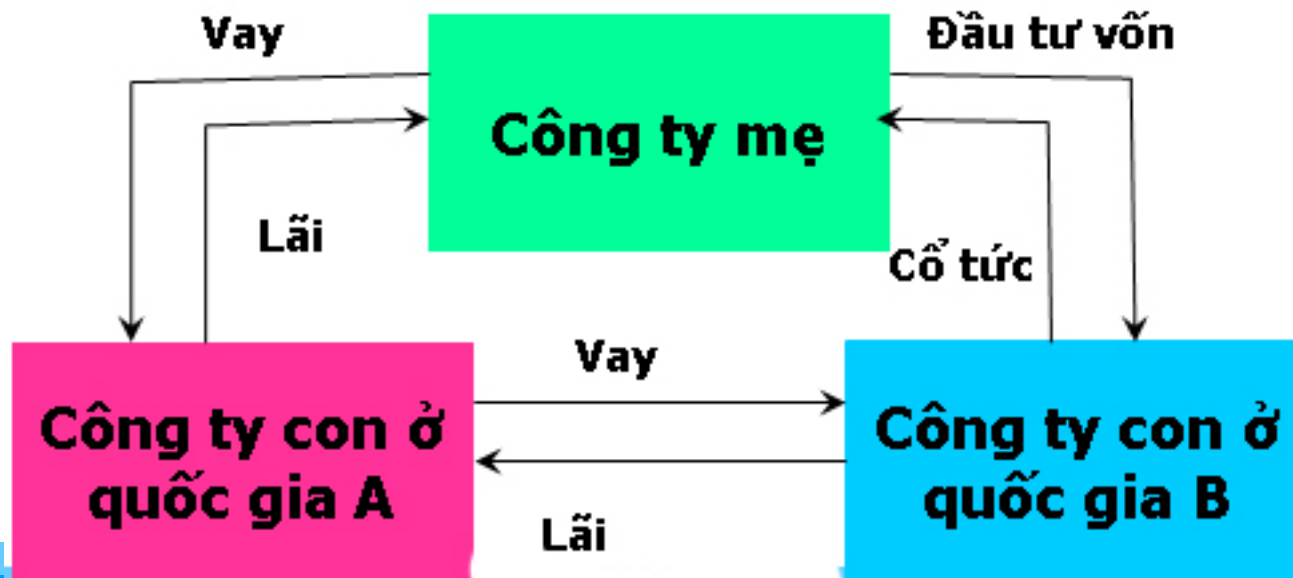 Vay
Đầu tư vốn
Công ty mẹ
Lãi
Cổ tức
Vay
Công ty con ở
quốc gia A
Công ty con ở
quốc gia B
Lãi